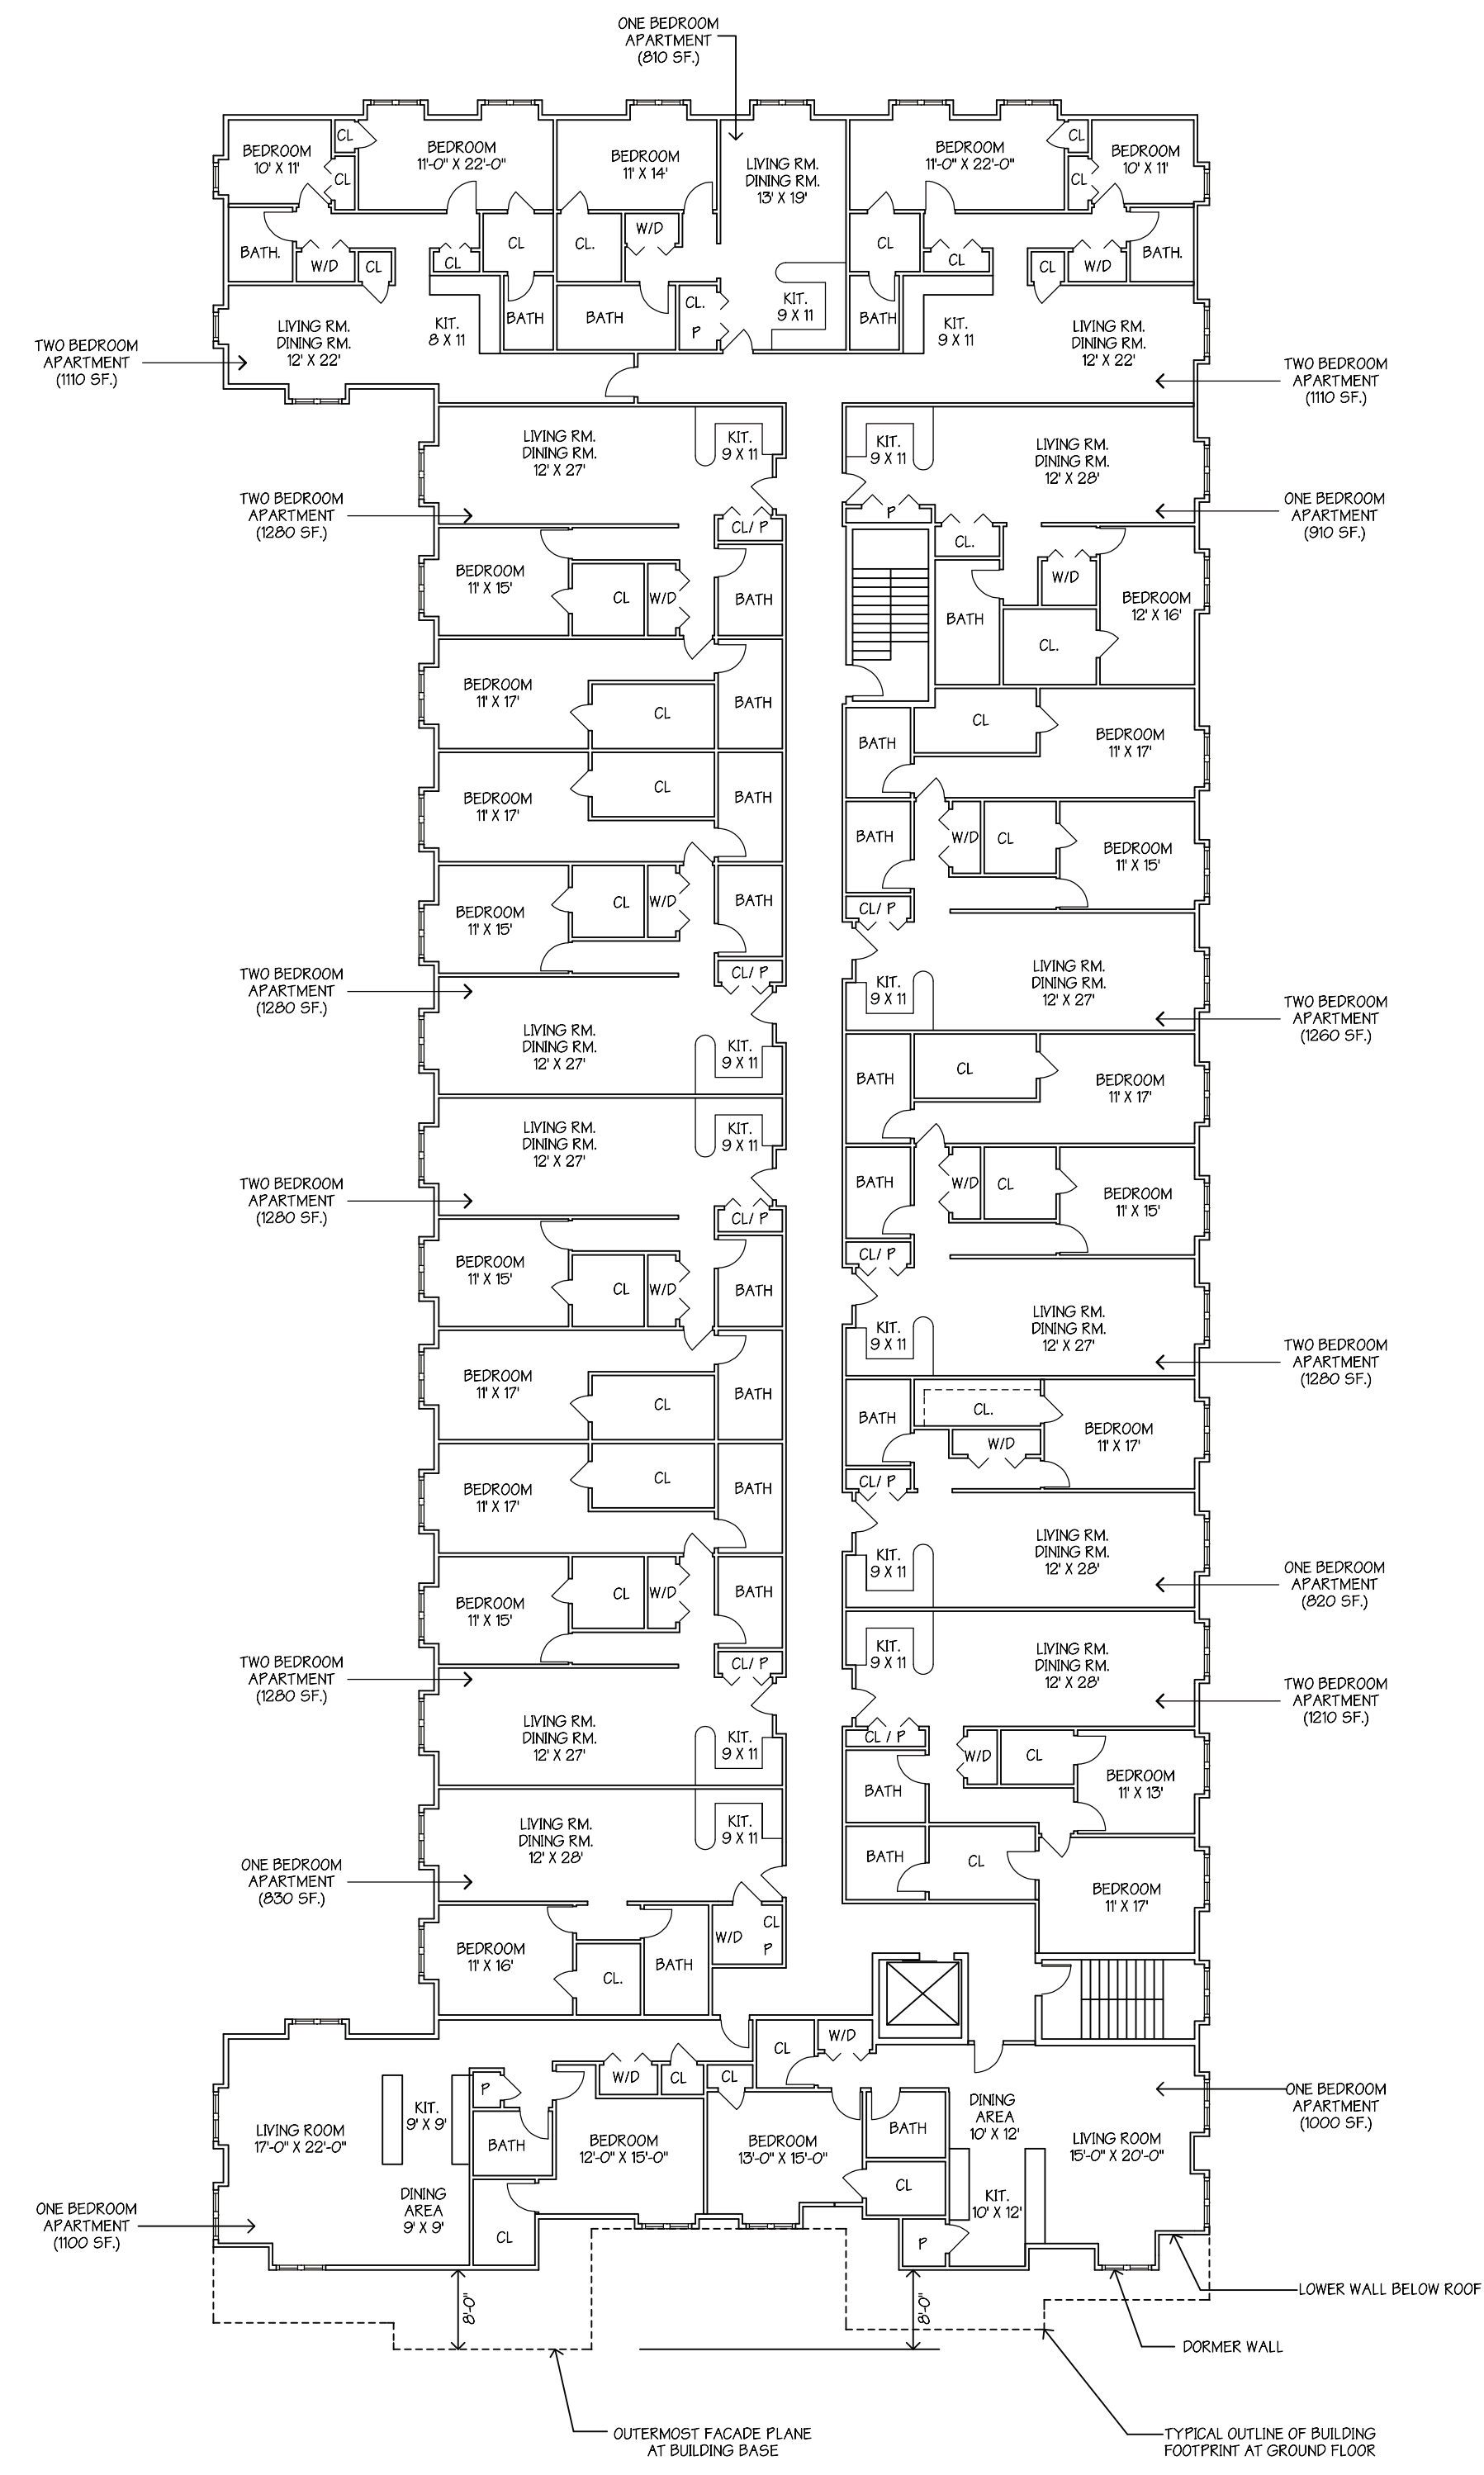 ONE BEDROOM
APARTMENT
(810 SF.)
BEDROOM
10' X 11'
CL
CL
BEDROOM
11'-0" X 22'-0"
BEDROOM
11' X 14'
LIVING RM.
DINING RM.
13' X 19'
BEDROOM
11'-0" X 22'-0"
CL
CL
BEDROOM
10' X 11'
BATH.
W/D
CL
CL
CL
CL.
W/D
CL
CL
CL
W/D
BATH.
LIVING RM.
DINING RM.
12' X 22'
KIT.
8 X 11
BATH
BATH
CL.
P
KIT.
9 X 11
BATH
KIT.
9 X 11
LIVING RM.
DINING RM.
12' X 22'
TWO BEDROOM
APARTMENT
(1110 SF.)
TWO BEDROOM
APARTMENT
(1110 SF.)
LIVING RM.
DINING RM.
12' X 27'
KIT.
9 X 11
KIT.
9 X 11
LIVING RM.
DINING RM.
12' X 28'
TWO BEDROOM
APARTMENT
(1280 SF.)
CL/ P
P
ONE BEDROOM
APARTMENT
(910 SF.)
BEDROOM
11' X 15'
CL
W/D
BATH
CL.
W/D
BATH
BEDROOM
12' X 16'
CL.
BEDROOM
11' X 17'
CL
BATH
BATH
CL
BEDROOM
11' X 17'
BEDROOM
11' X 17'
CL
BATH
BATH
W/D
CL
BEDROOM
11' X 15'
BEDROOM
11' X 15'
CL
W/D
BATH
CL/ P
TWO BEDROOM
APARTMENT
(1280 SF.)
CL/ P
KIT.
9 X 11
LIVING RM.
DINING RM.
12' X 27'
TWO BEDROOM
APARTMENT
(1260 SF.)
LIVING RM.
DINING RM.
12' X 27'
KIT.
9 X 11
BATH
CL
BEDROOM
11' X 17'
LIVING RM.
DINING RM.
12' X 27'
KIT.
9 X 11
BATH
W/D
CL
BEDROOM
11' X 15'
TWO BEDROOM
APARTMENT
(1280 SF.)
CL/ P
CL/ P
BEDROOM
11' X 15'
CL
W/D
BATH
KIT.
9 X 11
LIVING RM.
DINING RM.
12' X 27'
TWO BEDROOM
APARTMENT
(1280 SF.)
BEDROOM
11' X 17'
CL
BATH
BATH
CL.
W/D
BEDROOM
11' X 17'
BEDROOM
11' X 17'
CL
BATH
CL/ P
BEDROOM
11' X 15'
CL
W/D
BATH
KIT.
9 X 11
LIVING RM.
DINING RM.
12' X 28'
ONE BEDROOM
APARTMENT
(820 SF.)
TWO BEDROOM
APARTMENT
(1280 SF.)
CL/ P
KIT.
9 X 11
LIVING RM.
DINING RM.
12' X 28'
TWO BEDROOM
APARTMENT
(1210 SF.)
LIVING RM.
DINING RM.
12' X 27'
KIT.
9 X 11
CL / P
W/D
CL
BATH
BEDROOM
11' X 13'
LIVING RM.
DINING RM.
12' X 28'
KIT.
9 X 11
BATH
CL
BEDROOM
11' X 17'
ONE BEDROOM
APARTMENT
(830 SF.)
BEDROOM
11' X 16'
CL.
BATH
W/D
CL
P
LIVING ROOM
17'-0" X 22'-0"
KIT.
9' X 9'
P
BATH
W/D
CL
CL
CL
W/D
BEDROOM
12'-0" X 15'-0"
BEDROOM
13'-0" X 15'-0"
BATH
DINING
AREA
10' X 12'
LIVING ROOM
15'-0" X 20'-0"
ONE BEDROOM
APARTMENT
(1000 SF.)
DINING
AREA
9' X 9'
CL
CL
P
KIT.
10' X 12'
ONE BEDROOM
APARTMENT
(1100 SF.)
8'-0"
8'-0"
LOWER WALL BELOW ROOF
DORMER WALL
OUTERMOST FACADE PLANE
AT BUILDING BASE
TYPICAL OUTLINE OF BUILDING
FOOTPRINT AT GROUND FLOOR